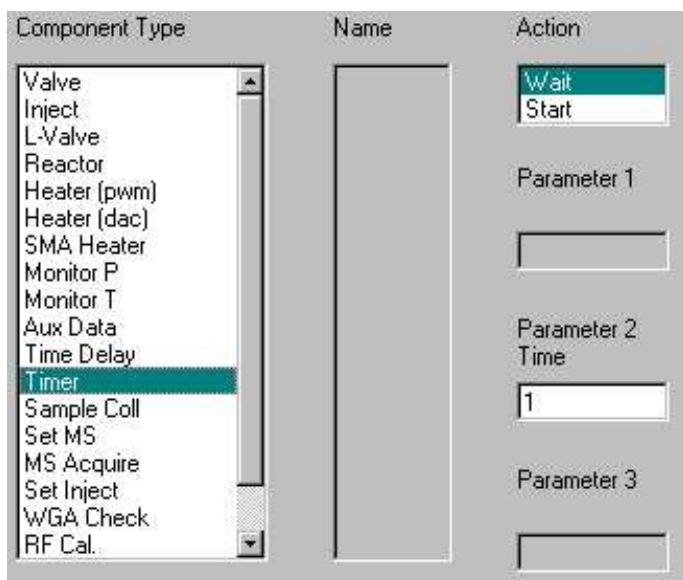 Component Type
Name
Action
Valve
Inject
L-Valve
Reactor
Heater (pwm)
Heater (dac)
SMA Heater
Monitor P
Monitor T
Aux Data
Time Delay
Timer
Sample Coll
Set MS
MS Acquire
Set Inject
WGA Check
RF Cal.
Wait
Start
Parameter 1
Parameter 2
Time
1
Parameter 3